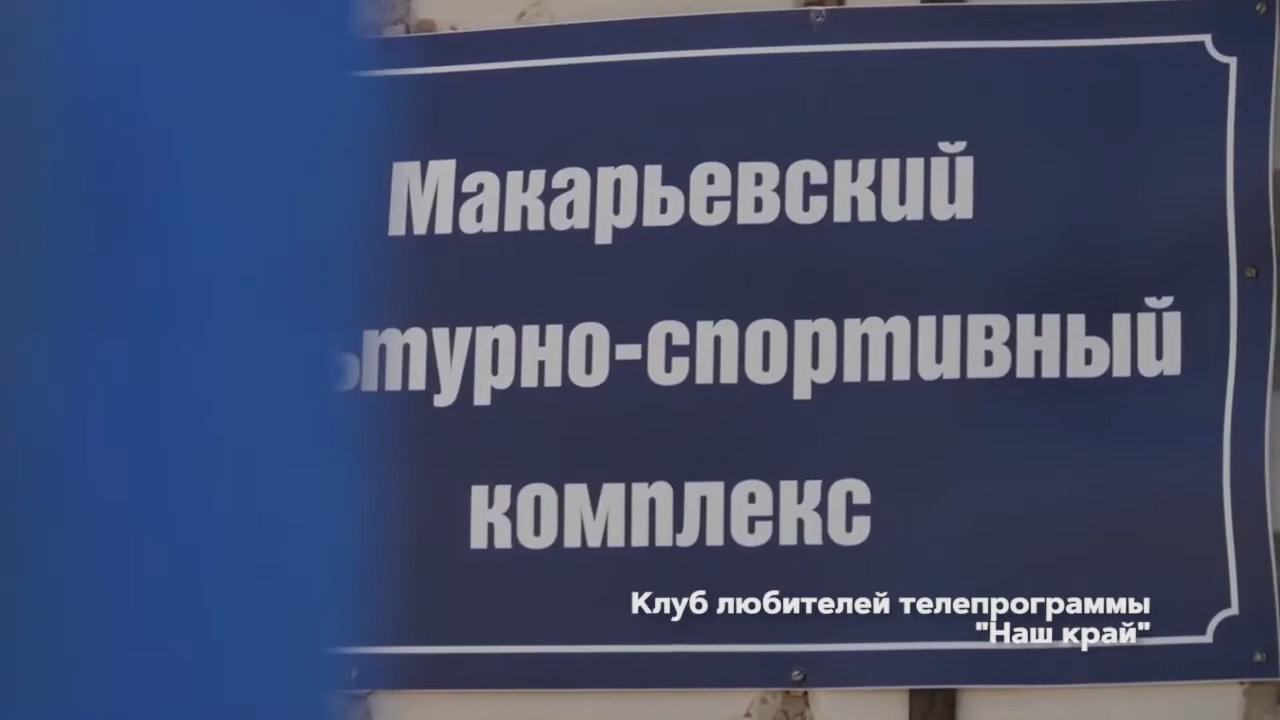 Макарьевский
ьтурно-спортивный
комплекс
Клуб любителей телепрограммы
"Наш край"